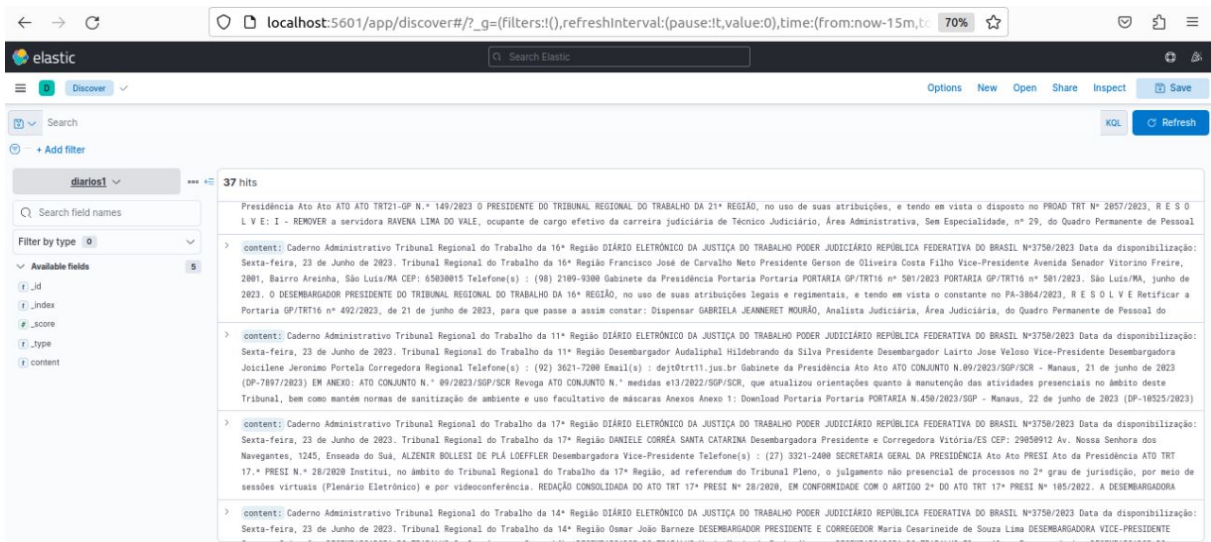 localhost:5601/app/discover#/?_g=(filters:!(),refreshInterval:(pause:!t,value:0),time:(from:now-15m,tc
70%
elastic
Search Elastic
D
Discover
Options New Open Share Inspect Save
Search
KQL
Refresh
+ Add filter
diarios1
37 hits
Search field names
Filter by type 0
Available fields 5
t _id
t _index
# _score
t _type
t content
Presidência Ato Ato ATO ATO TRT21-GP N.º 149/2023 O PRESIDENTE DO TRIBUNAL REGIONAL DO TRABALHO DA 21ª REGIÃO, no uso de suas atribuições, e tendo em vista o disposto no PROAD TRT Nº 2057/2023, R E S O
L V E: I - REMOVER a servidora RAVENA LIMA DO VALE, ocupante de cargo efetivo da carreira judiciária de Técnico Judiciário, Área Administrativa, Sem Especialidade, nº 29, do Quadro Permanente de Pessoal
content: Caderno Administrativo Tribunal Regional do Trabalho da 16ª Região DIÁRIO ELETRÔNICO DA JUSTIÇA DO TRABALHO PODER JUDICIÁRIO REPÚBLICA FEDERATIVA DO BRASIL Nº3750/2023 Data da disponibilização:
Sexta-feira, 23 de Junho de 2023. Tribunal Regional do Trabalho da 16ª Região Francisco José de Carvalho Neto Presidente Gerson de Oliveira Costa Filho Vice-Presidente Avenida Senador Vitorino Freire,
2001, Bairro Areinha, São Luis/MA CEP: 65030015 Telefone(s) : (98) 2109-9300 Gabinete da Presidência Portaria Portaria PORTARIA GP/TRT16 nº 501/2023 PORTARIA GP/TRT16 nº 501/2023. São Luís/MA, junho de
2023. O DESEMBARGADOR PRESIDENTE DO TRIBUNAL REGIONAL DO TRABALHO DA 16ª REGIÃO, no uso de suas atribuições legais e regimentais, e tendo em vista o constante no PA-3864/2023, R E S O L V E Retificar a
Portaria GP/TRT16 nº 492/2023, de 21 de junho de 2023, para que passe a assim constar: Dispensar GABRIELA JEANNERET MOURÃO, Analista Judiciária, Área Judiciária, do Quadro Permanente de Pessoal do
content: Caderno Administrativo Tribunal Regional do Trabalho da 11ª Região DIÁRIO ELETRÔNICO DA JUSTIÇA DO TRABALHO PODER JUDICIÁRIO REPÚBLICA FEDERATIVA DO BRASIL Nº3750/2023 Data da disponibilização:
Sexta-feira, 23 de Junho de 2023. Tribunal Regional do Trabalho da 11ª Região Desembargador Audaliphal Hildebrando da Silva Presidente Desembargador Lairto Jose Veloso Vice-Presidente Desembargadora
Joicilene Jeronimo Portela Corregedora Regional Telefone(s) : (92) 3621-7200 Email(s) : dejt@trt11.jus.br Gabinete da Presidência Ato Ato ATO CONJUNTO N.09/2023/SGP/SCR - Manaus, 21 de junho de 2023
(DP-7897/2023) EM ANEXO: ATO CONJUNTO N.° 09/2023/SGP/SCR Revoga ATO CONJUNTO N.° medidas e13/2022/SGP/SCR, que atualizou orientações quanto à manutenção das atividades presenciais no âmbito deste
Tribunal, bem como mantém normas de sanitização de ambiente e uso facultativo de máscaras Anexos Anexo 1: Download Portaria Portaria PORTARIA N.450/2023/SGP - Manaus, 22 de junho de 2023 (DP-10525/2023)
content: Caderno Administrativo Tribunal Regional do Trabalho da 17ª Região DIÁRIO ELETRÔNICO DA JUSTIÇA DO TRABALHO PODER JUDICIÁRIO REPÚBLICA FEDERATIVA DO BRASIL Nº3750/2023 Data da disponibilização:
Sexta-feira, 23 de Junho de 2023. Tribunal Regional do Trabalho da 17ª Região DANIELE CORRÊA SANTA CATARINA Desembargadora Presidente e Corregedora Vitória/ES CEP: 29050912 Av. Nossa Senhora dos
Navegantes, 1245, Enseada do Suá, ALZENIR BOLLESI DE PLÁ LOEFFLER Desembargadora Vice-Presidente Telefone(s) : (27) 3321-2400 SECRETARIA GERAL DA PRESIDÊNCIA Ato Ato PRESI Ato da Presidência ATO TRT
17.ª PRESI N.º 28/2020 Institui, no âmbito do Tribunal Regional do Trabalho da 17ª Região, ad referendum do Tribunal Pleno, o julgamento não presencial de processos no 2º grau de jurisdição, por meio de
sessões virtuais (Plenário Eletrônico) e por videoconferência. REDAÇÃO CONSOLIDADA DO ATO TRT 17ª PRESI Nº 28/2020, EM CONFORMIDADE COM O ARTIGO 2º DO ATO TRT 17ª PRESI Nº 105/2022. A DESEMBARGADORA
content: Caderno Administrativo Tribunal Regional do Trabalho da 14ª Região DIÁRIO ELETRÔNICO DA JUSTIÇA DO TRABALHO PODER JUDICIÁRIO REPÚBLICA FEDERATIVA DO BRASIL Nº3750/2023 Data da disponibilização:
Sexta-feira, 23 de Junho de 2023. Tribunal Regional do Trabalho da 14ª Região Osmar João Barneze DESEMBARGADOR PRESIDENTE E CORREGEDOR Maria Cesarineide de Souza Lima DESEMBARGADORA VICE-PRESIDENTE